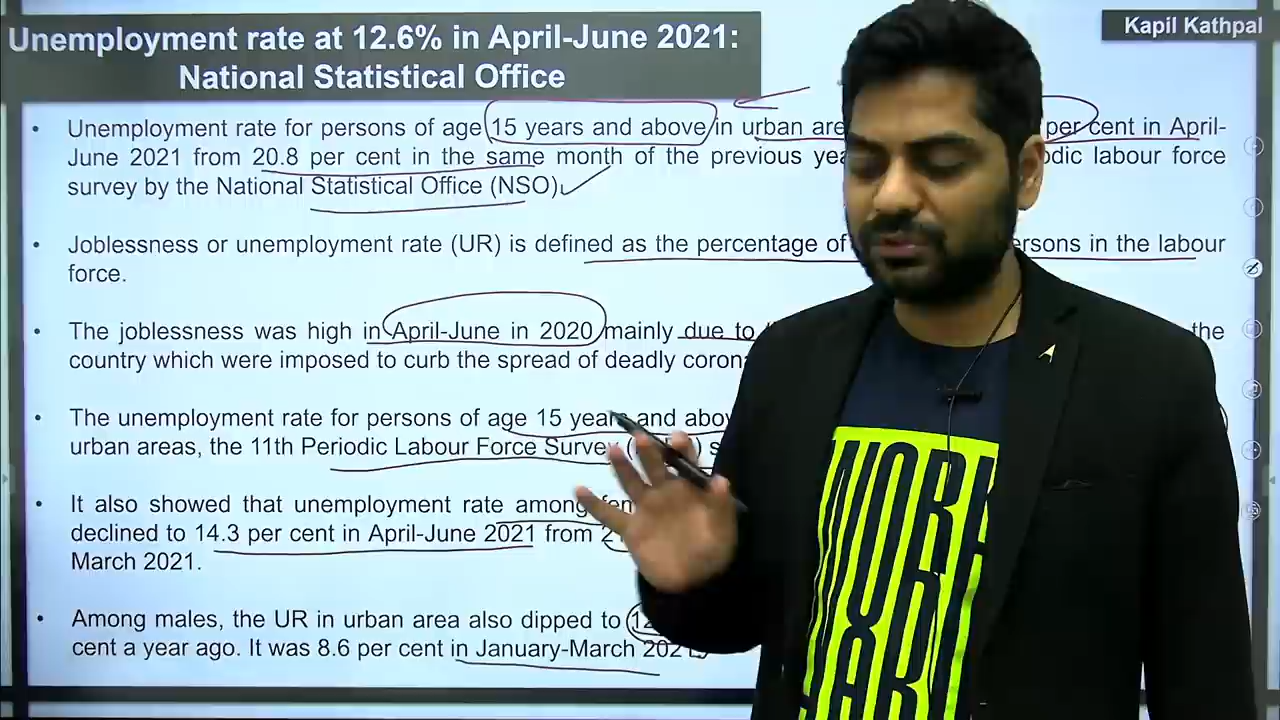 Unemployment rate at 12.6% in April-June 2021:
National Statistical Office
Kapil Kathpal
• Unemployment rate for persons of age 15 years and above in urban are per cent in April-
June 2021 from 20.8 per cent in the same month of the previous yea odic labour force
survey by the National Statistical Office (NSO)
• Joblessness or unemployment rate (UR) is defined as the percentage of ersons in the labour
force.
• The joblessness was high in April-June in 2020 mainly due to the
country which were imposed to curb the spread of deadly coron
• The unemployment rate for persons of age 15 years and abov
urban areas, the 11th Periodic Labour Force Survey
• It also showed that unemployment rate among fem
declined to 14.3 per cent in April-June 2021 from 2
March 2021.
• Among males, the UR in urban area also dipped to 12
cent a year ago. It was 8.6 per cent in January-March 202
WORK